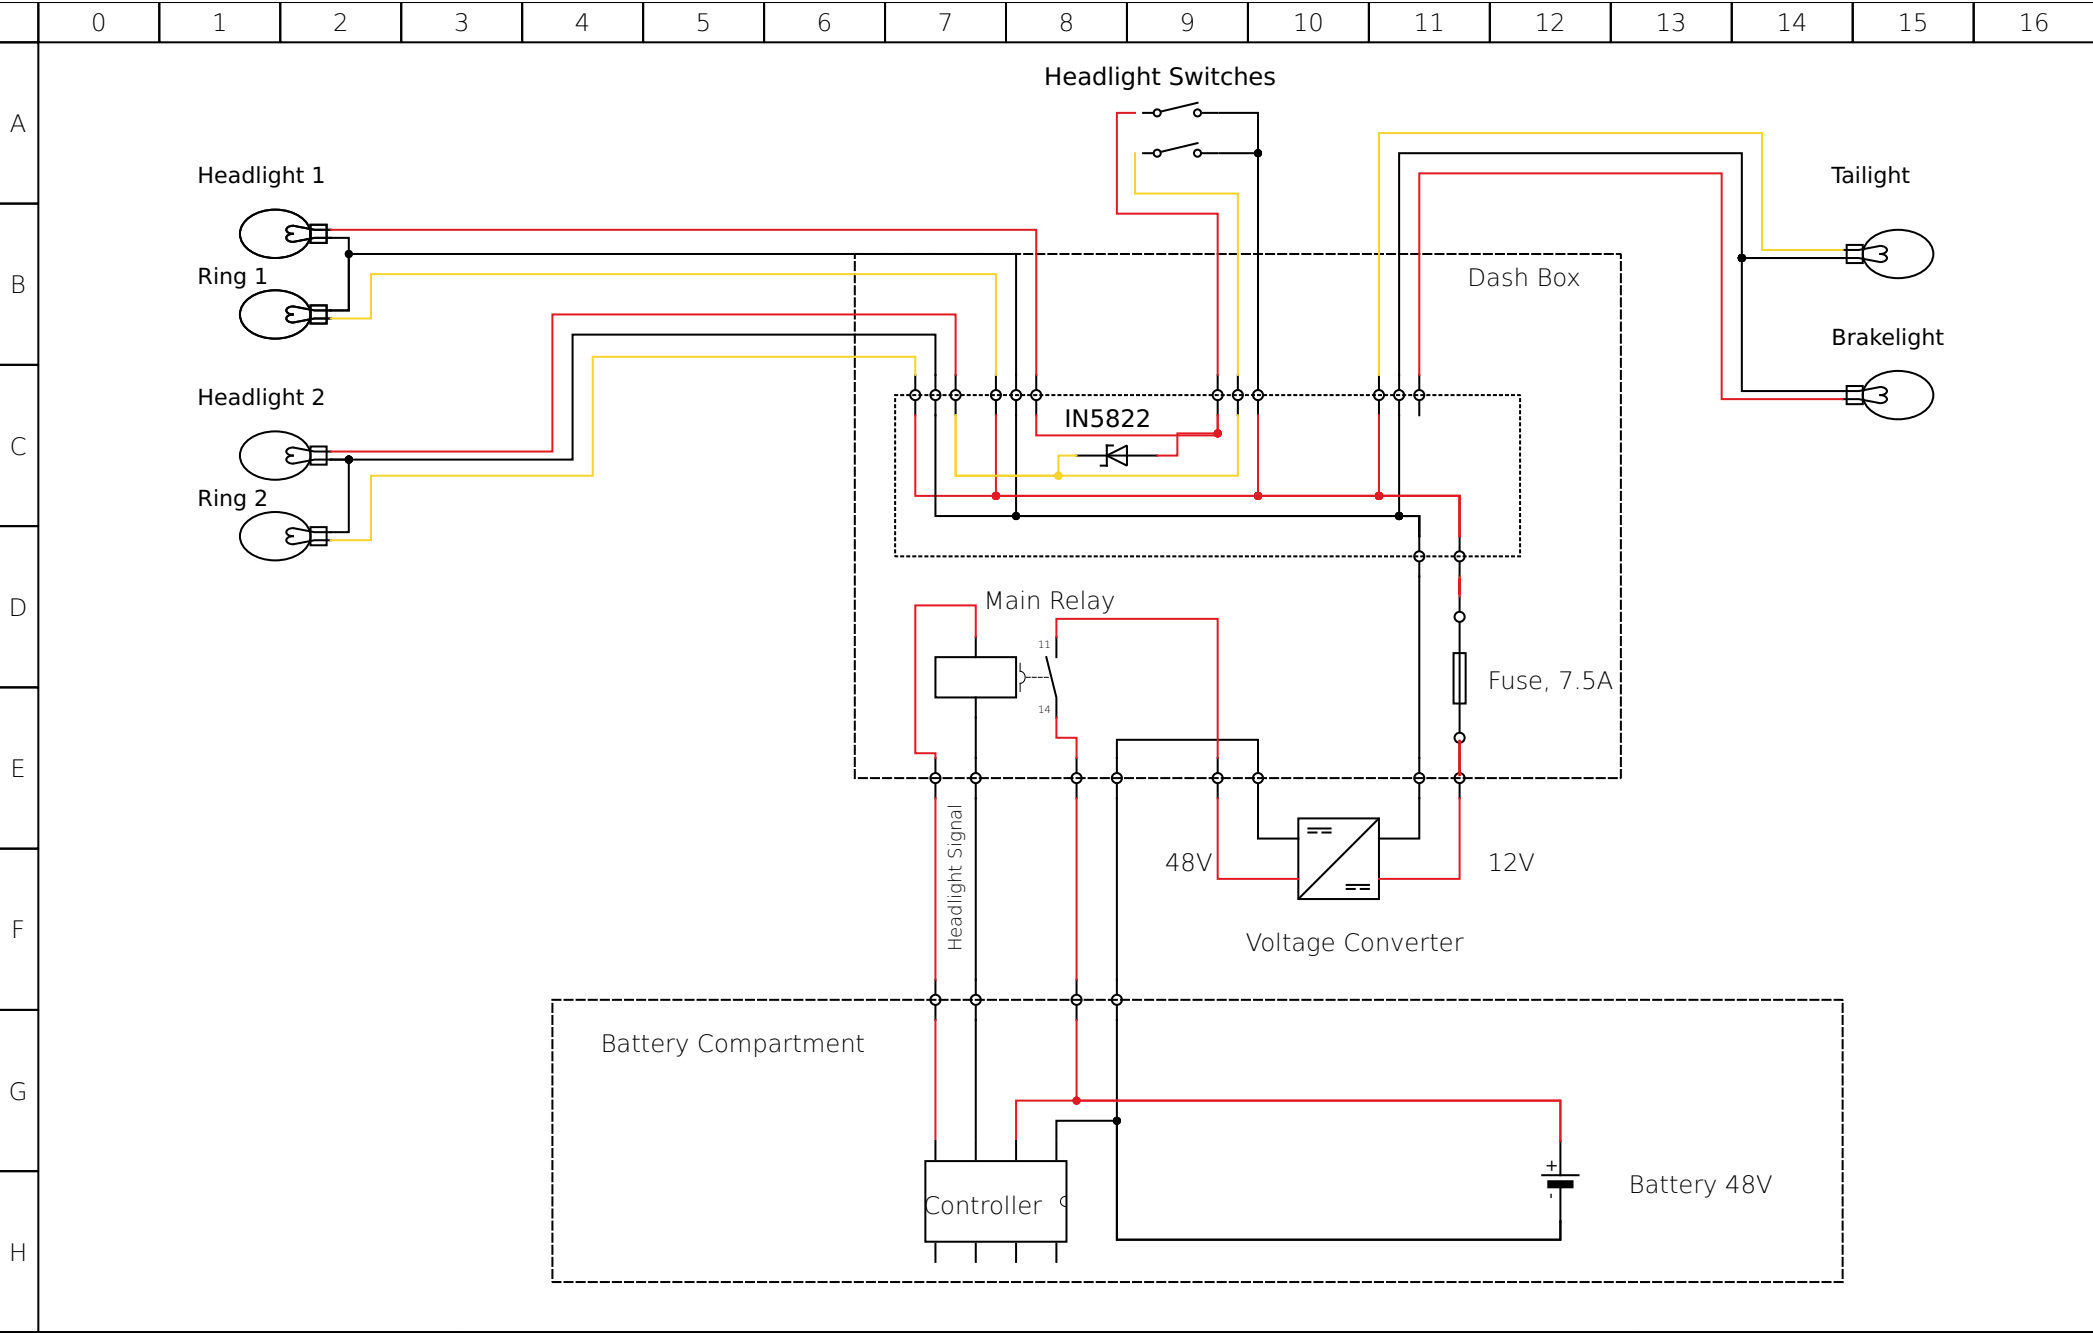 0 1 2 3 4 5 6 7 8 9 10 11 12 13 14 15 16
Headlight Switches
A
Headlight 1
Tailight
Ring 1
Dash Box
B
Brakelight
Headlight 2
IN5822
C
Ring 2
Main Relay
D
11
Fuse, 7.5A
14
E
Headlight Signal
48V
12V
F
Voltage Converter
Battery Compartment
G
+
Battery 48V
-
Controller
H